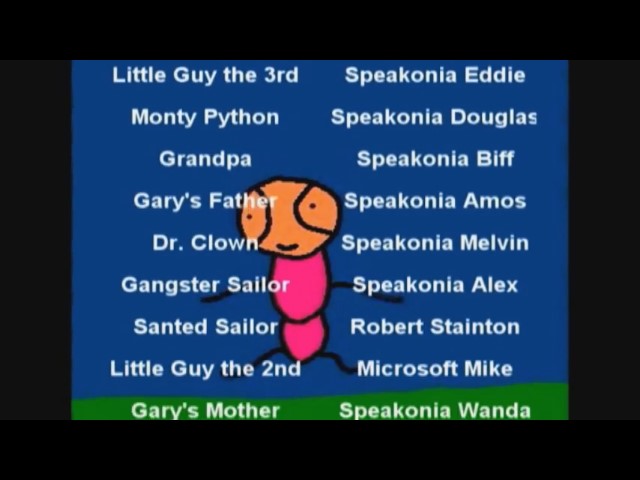 Little Guy the 3rd Speakonia Eddie
Monty Python Speakonia Douglas
Grandpa Speakonia Biff
Gary's Father Speakonia Amos
Dr. Clown Speakonia Melvin
Gangster Sailor Speakonia Alex
Santed Sailor Robert Stainton
Little Guy the 2nd Microsoft Mike
Gary's Mother Speakonia Wanda